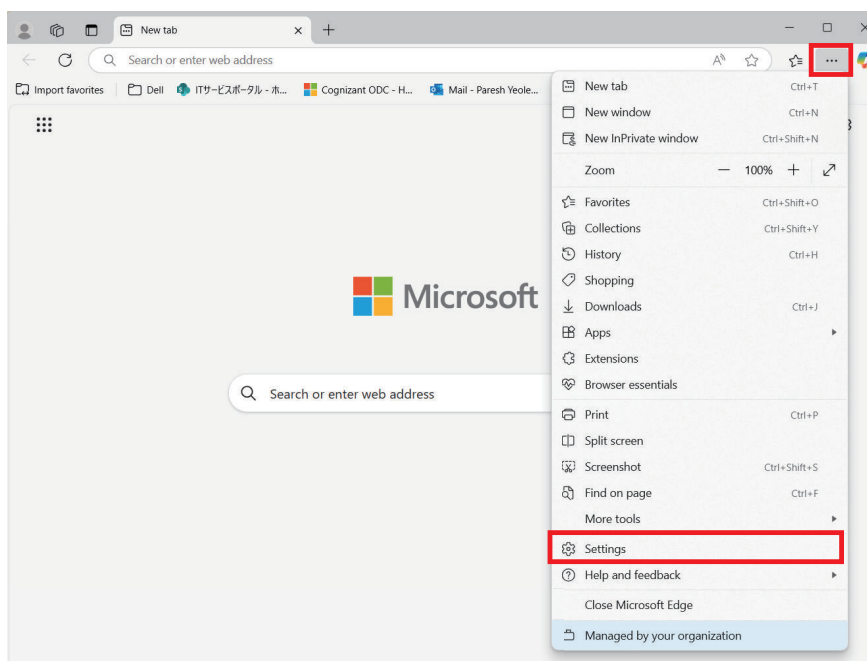 New tab
Search or enter web address
Import favorites
Dell
ITサービスポータル - ホ...
Cognizant ODC - H...
Mail - Paresh Yeole...
Microsoft
Search or enter web address
New tab Ctrl+T
New window Ctrl+N
New InPrivate window Ctrl+Shift+N
Zoom — 100% +
Favorites Ctrl+Shift+O
Collections Ctrl+Shift+Y
History Ctrl+H
Shopping
Downloads Ctrl+J
Apps
Extensions
Browser essentials
Print Ctrl+P
Split screen
Screenshot Ctrl+Shift+S
Find on page Ctrl+F
More tools
Settings
Help and feedback
Close Microsoft Edge
Managed by your organization